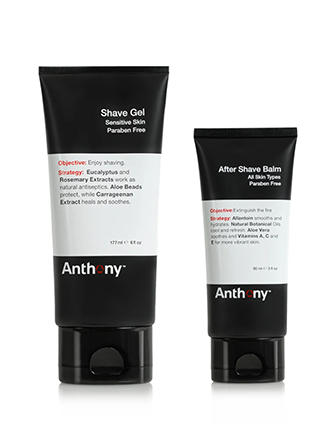 Shave Gel
Sensitive Skin
Paraben Free
Objective: Enjoy shaving.
Strategy: Eucalyptus and
Rosemary Extracts work as
natural antiseptics. Aloe Beads
protect, while Carrageenan
Extract heals and soothes.
177 ml e 6 fl oz
Anthony™
After Shave Balm
All Skin Types
Paraben Free
Objective: Extinguish the fire
Strategy: Allantoin smooths and
hydrates. Natural Botanical Oils
cool and refresh. Aloe Vera
soothes and Vitamins A, C and
E for more vibrant skin.
90 ml e 3 fl oz
Anthony™